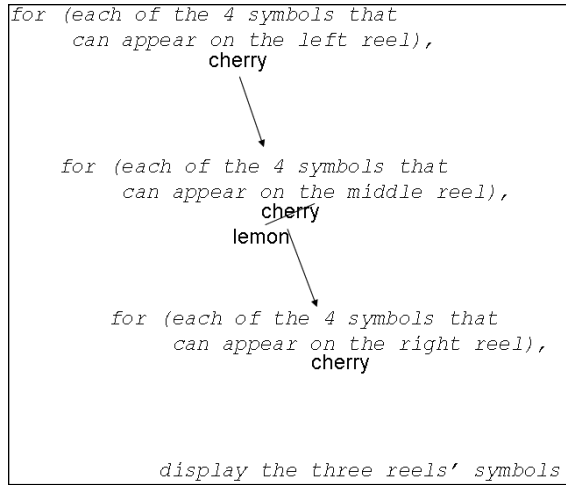 for (each of the 4 symbols that
can appear on the left reel),
cherry
for (each of the 4 symbols that
can appear on the middle reel),
cherry
lemon
for (each of the 4 symbols that
can appear on the right reel),
cherry
display the three reels’ symbols